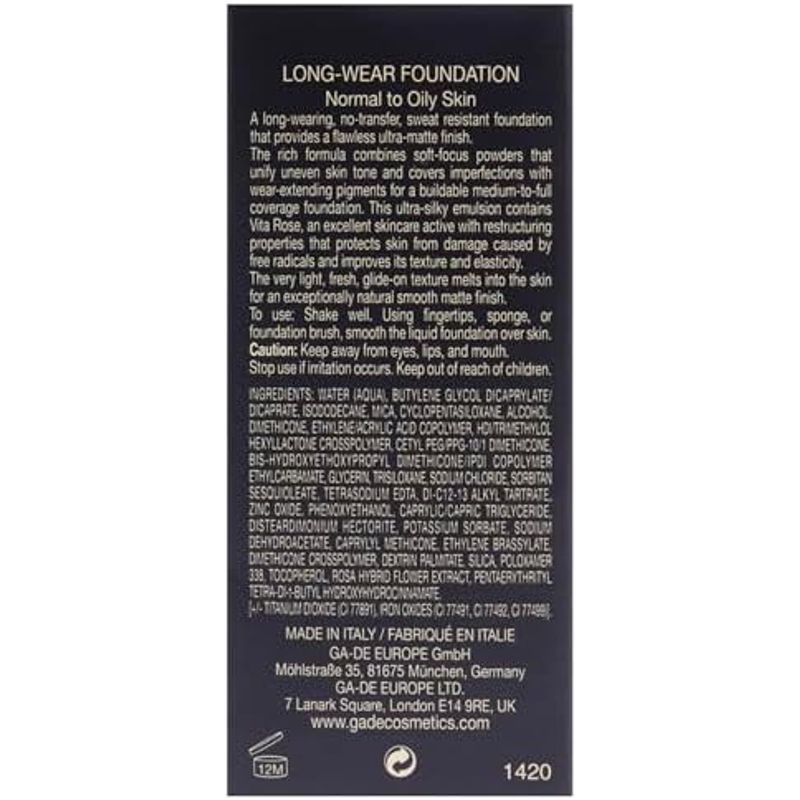 LONG-WEAR FOUNDATION
Normal to Oily Skin
A long-wearing, no-transfer, sweat resistant foundation
that provides a flawless ultra-matte finish.
The rich formula combines soft-focus powders that
unify uneven skin tone and covers imperfections with
wear-extending pigments for a buildable medium-to-full
coverage foundation. This ultra-silky emulsion contains
Vita Rose, an excellent skincare active with restructuring
properties that protects skin from damage caused by
free radicals and improves its texture and elasticity.
The very light, fresh, glide-on texture melts into the skin
for an exceptionally natural smooth matte finish.
To use: Shake well. Using fingertips, sponge, or
foundation brush, smooth the liquid foundation over skin.
Caution: Keep away from eyes, lips, and mouth.
Stop use if irritation occurs. Keep out of reach of children.
INGREDIENTS: WATER (AQUA), BUTYLENE GLYCOL DICAPRYLATE/
DICAPRATE, ISODODECANE, MICA, CYCLOPENTASILOXANE, ALCOHOL,
DIMETHICONE, ETHYLENE/ACRYLIC ACID COPOLYMER, HDI/TRIMETHYLOL
HEXYLLACTONE CROSSPOLYMER, CETYL PEG/PPG-10/1 DIMETHICONE,
BIS-HYDROXYETHOXYPROPYL DIMETHICONE/IPDI COPOLYMER
ETHYLCARBAMATE, GLYCERIN, TRISILOXANE, SODIUM CHLORIDE, SORBITAN
SESQUIOLEATE, TETRASODIUM EDTA, DI-C12-13 ALKYL TARTRATE,
ZINC OXIDE, PHENOXYETHANOL, CAPRYLIC/CAPRIC TRIGLYCERIDE,
DISTEARDIMONIUM HECTORITE, POTASSIUM SORBATE, SODIUM
DEHYDROACETATE, CAPRYLYL METHICONE, ETHYLENE BRASSYLATE,
DIMETHICONE CROSSPOLYMER, DEXTRIN PALMITATE, SILICA, POLOXAMER
338, TOCOPHEROL, ROSA HYBRID FLOWER EXTRACT, PENTAERYTHRITYL
TETRA-DI-t-BUTYL HYDROXYHYDROCINNAMATE.
[+/- TITANIUM DIOXIDE (CI 77891), IRON OXIDES (CI 77491, CI 77492, CI 77499)].
MADE IN ITALY / FABRIQUÉ EN ITALIE
GA-DE EUROPE GmbH
Möhlstraße 35, 81675 München, Germany
GA-DE EUROPE LTD.
7 Lanark Square, London E14 9RE, UK
www.gadecosmetics.com
12M
1420